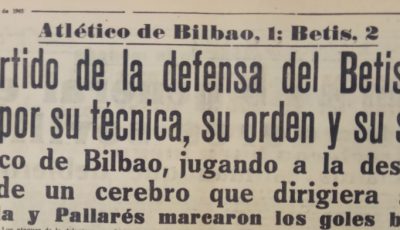 de 1965
Atlético de Bilbao, 1; Betis, 2
rtido de la defensa del Betis
por su técnica, su orden y su s
co de Bilbao, jugando a la des
de un cerebro que dirigiera
a y Pallarés marcaron los goles b